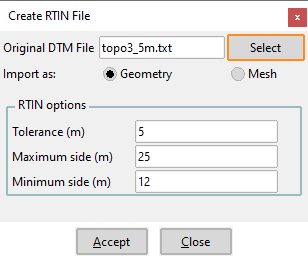 Create RTIN File x
Original DTM File topo3_5m.txt Select
Import as: Geometry Mesh
RTIN options
Tolerance (m) 5
Maximum side (m) 25
Minimum side (m) 12
Accept Close